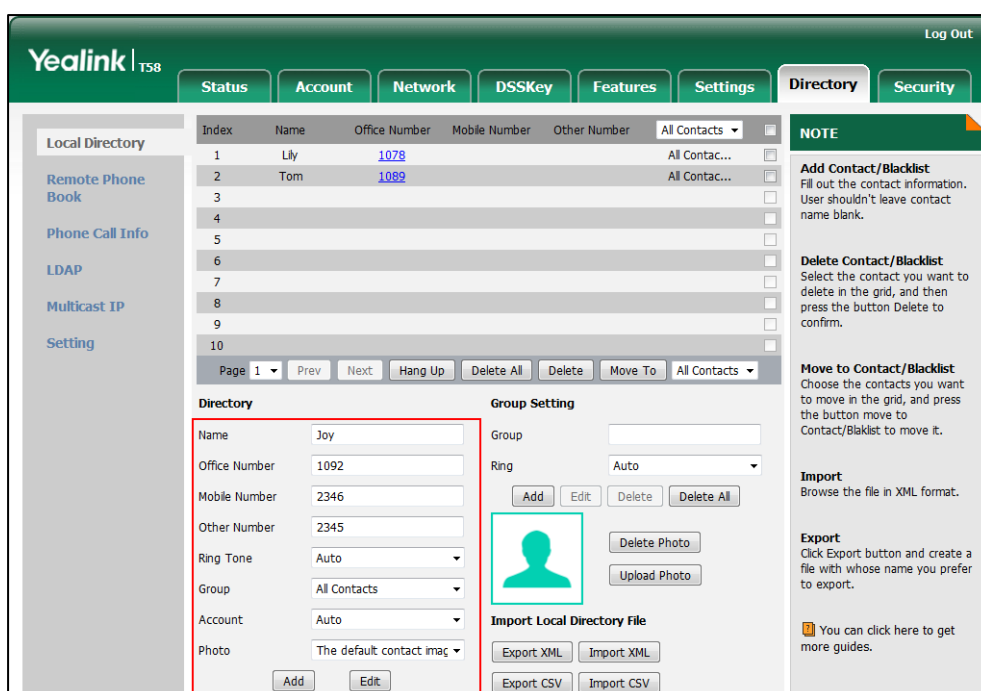 Log Out
Yealink | T58
Status Account Network DSSKey Features Settings Directory Security
Local Directory
Remote Phone
Book
Phone Call Info
LDAP
Multicast IP
Setting
Index Name Office Number Mobile Number Other Number All Contacts
1 Lily 1078 All Contac...
2 Tom 1089 All Contac...
3
4
5
6
7
8
9
10
Page 1 Prev Next Hang Up Delete All Delete Move To All Contacts
Directory
Name Joy
Office Number 1092
Mobile Number 2346
Other Number 2345
Ring Tone Auto
Group All Contacts
Account Auto
Photo The default contact imag
Add Edit
Group Setting
Group
Ring Auto
Add Edit Delete Delete All
Delete Photo
Upload Photo
Import Local Directory File
Export XML Import XML
Export CSV Import CSV
NOTE
Add Contact/Blacklist
Fill out the contact information.
User shouldn't leave contact
name blank.
Delete Contact/Blacklist
Select the contact you want to
delete in the grid, and then
press the button Delete to
confirm.
Move to Contact/Blacklist
Choose the contacts you want
to move in the grid, and press
the button move to
Contact/Blaklist to move it.
Import
Browse the file in XML format.
Export
Click Export button and create a
file with whose name you prefer
to export.
You can click here to get
more guides.